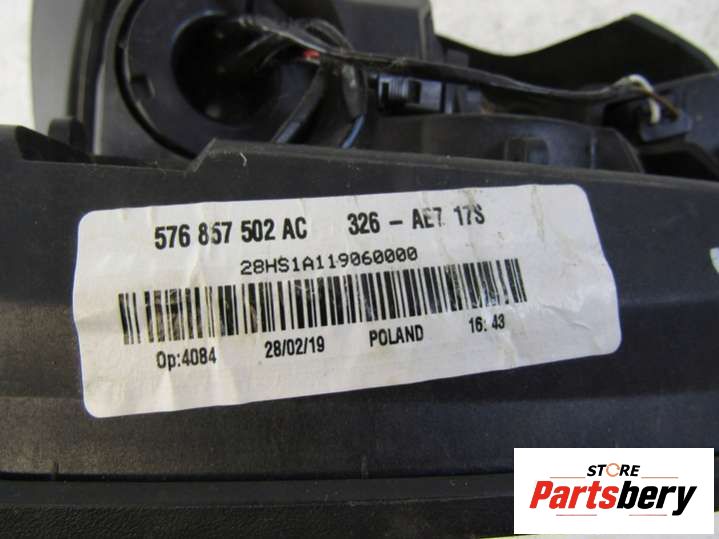 576 857 502 AC 326 - AE7 17S
28HS1A119060000
Op:4084 28/02/19 POLAND 16:43
STORE
Partsbery